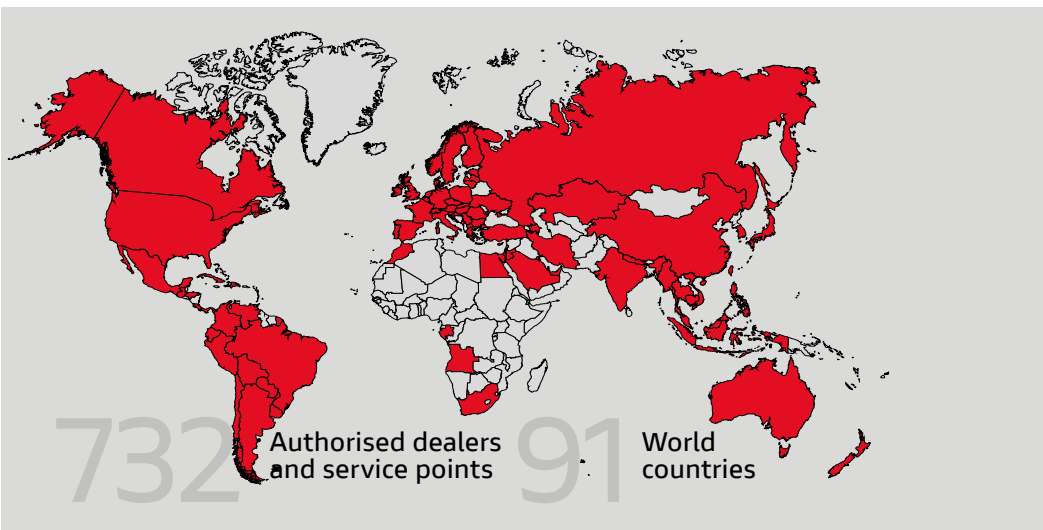 732
Authorised dealers
and service points
91
World
countries